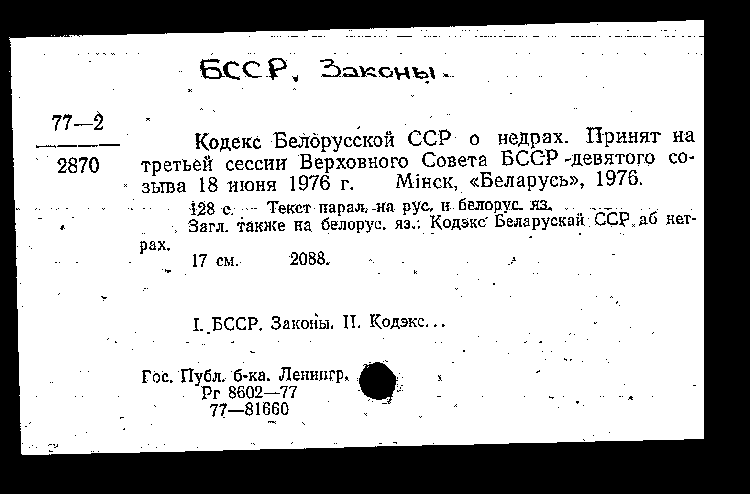 БССР. Законы.
77—2
2870
Кодекс Белорусской ССР о недрах. Принят на
третьей сессии Верховного Совета БССР девятого со-
зыва 18 июня 1976 г. Мінск, «Беларусь», 1976.
128 с. — Текст парал. на рус. и белорус. яз.
Загл. также на белорус. яз.: Кодэкс Беларускай ССР аб нет-
рах.
17 см. 2088.
I. БССР. Законы. II. Кодэкс...
Гос. Публ. б-ка. Ленингр.
Рг 8602—77
77—81660